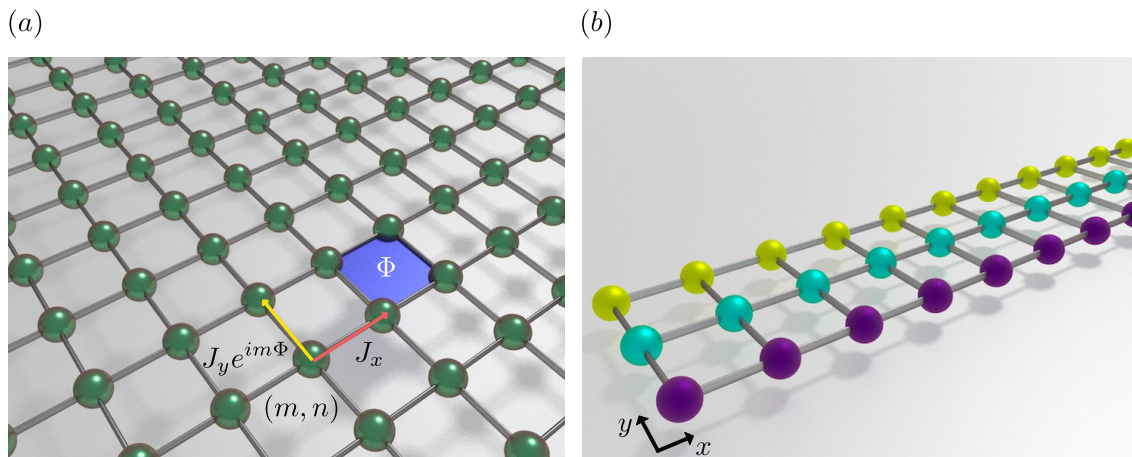 (a)
(b)
Φ
J_y e^{imΦ}
J_x
(m, n)
y
x